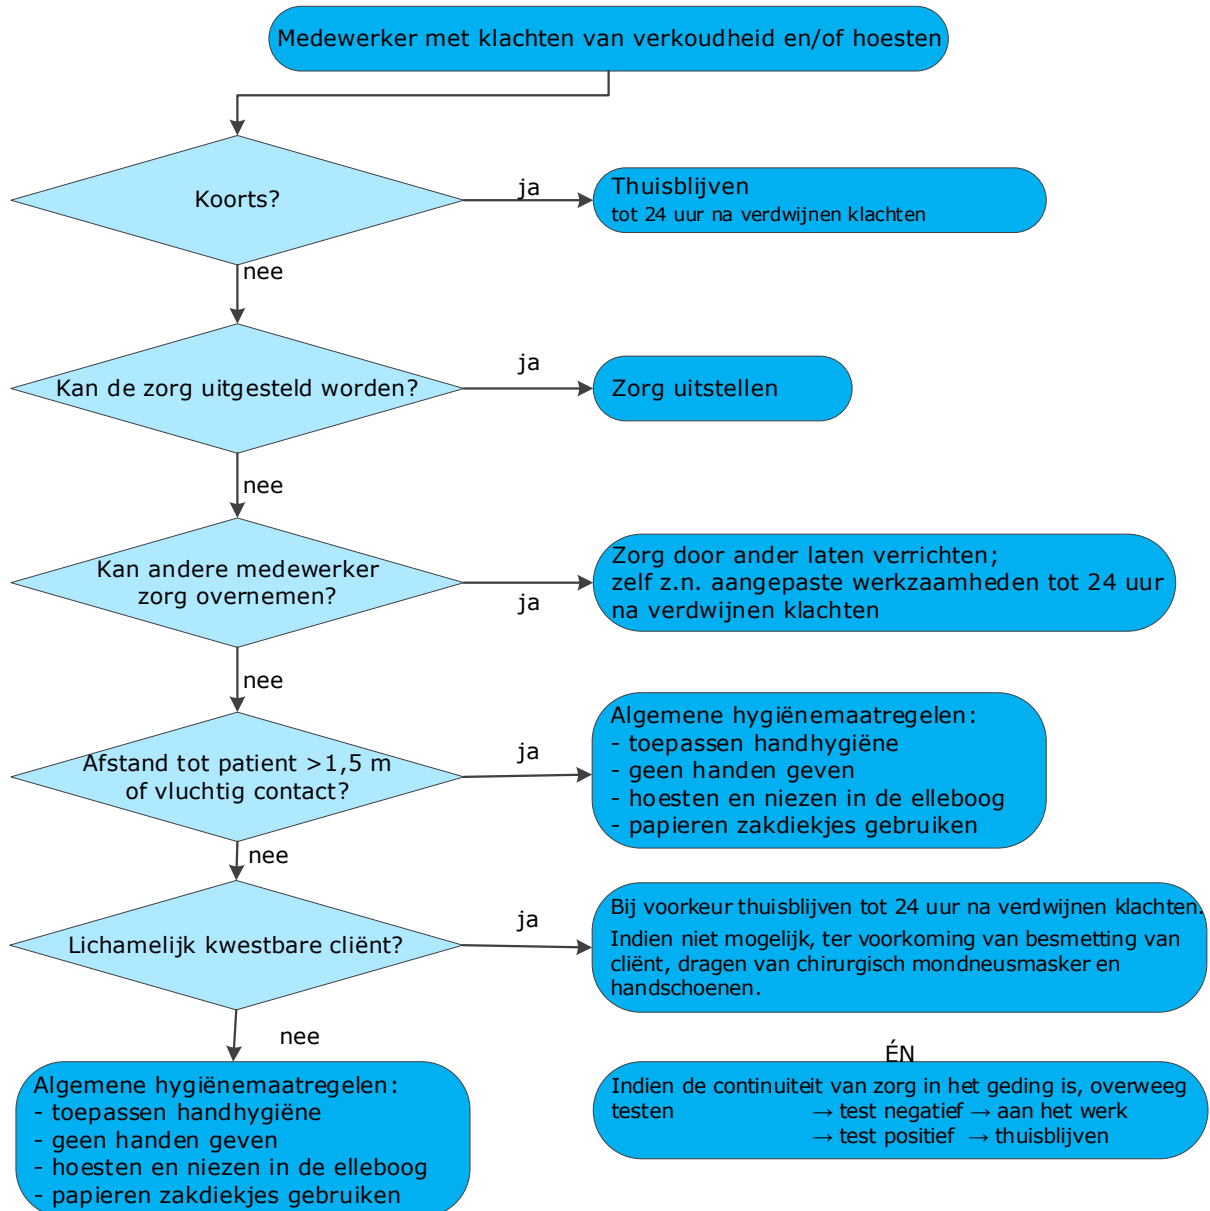 Medewerker met klachten van verkoudheid en/of hoesten
Koorts?
ja
Thuisblijven
tot 24 uur na verdwijnen klachten
nee
Kan de zorg uitgesteld worden?
ja
Zorg uitstellen
nee
Kan andere medewerker
zorg overnemen?
ja
Zorg door ander laten verrichten;
zelf z.n. aangepaste werkzaamheden tot 24 uur
na verdwijnen klachten
nee
Afstand tot patient >1,5 m
of vluchtig contact?
ja
Algemene hygiënemaatregelen:
- toepassen handhygiëne
- geen handen geven
- hoesten en niezen in de elleboog
- papieren zakdiekjes gebruiken
nee
Lichamelijk kwestbare cliënt?
ja
Bij voorkeur thuisblijven tot 24 uur na verdwijnen klachten.
Indien niet mogelijk, ter voorkoming van besmetting van
cliënt, dragen van chirurgisch mondneusmasker en
handschoenen.
nee
Algemene hygiënemaatregelen:
- toepassen handhygiëne
- geen handen geven
- hoesten en niezen in de elleboog
- papieren zakdiekjes gebruiken
ÉN
Indien de continuiteit van zorg in het geding is, overweeg
testen → test negatief → aan het werk
→ test positief → thuisblijven